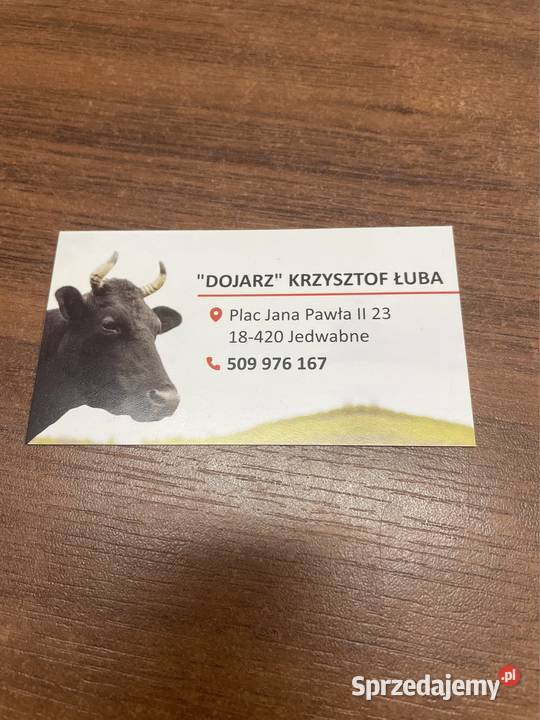 "DOJARZ" KRZYSZTOF ŁUBA
Plac Jana Pawła II 23
18-420 Jedwabne
509 976 167
Sprzedajemy.pl